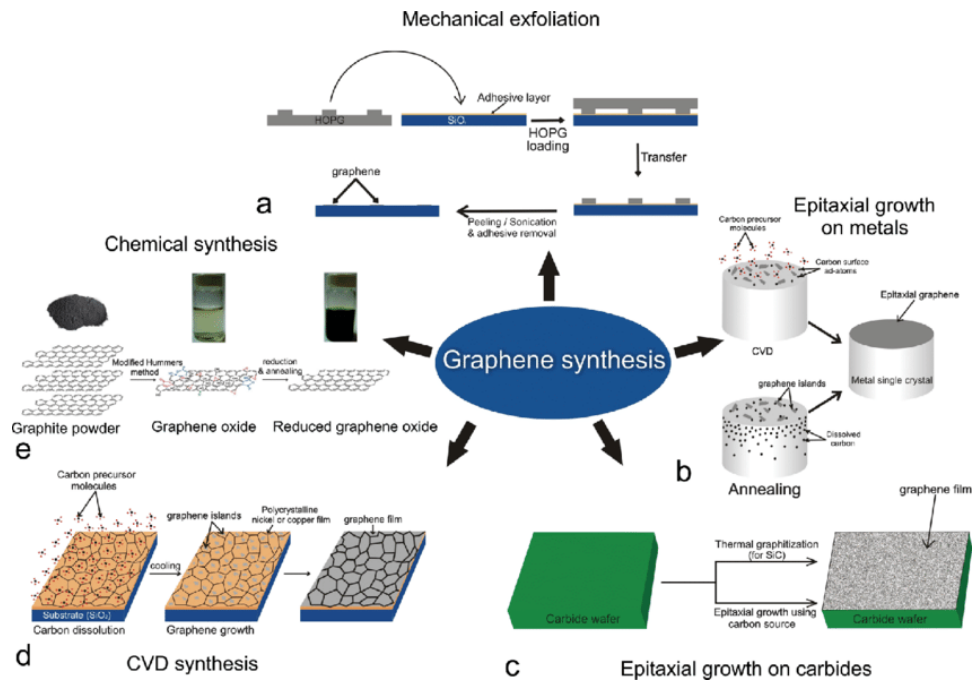 Mechanical exfoliation
Adhesive layer
HOPG
SiOₓ
HOPG
loading
Transfer
graphene
Peeling / Sonication
& adhesive removal
a
Chemical synthesis
Modified Hummers
method
reduction
& annealing
Graphite powder
Graphene oxide
Reduced graphene oxide
e
Graphene synthesis
Epitaxial growth
on metals
Carbon precursor
molecules
Carbon surface
ad-atoms
CVD
Epitaxial graphene
Metal single crystal
graphene islands
Dissolved
carbon
Annealing
b
Carbon precursor
molecules
graphene islands
Polycrystalline
nickel or copper film
graphene film
cooling
Substrate (SiO₂)
Carbon dissolution
Graphene growth
d
CVD synthesis
graphene film
Thermal graphitization
(for SiC)
Epitaxial growth using
carbon source
Carbide wafer
Carbide wafer
c
Epitaxial growth on carbides